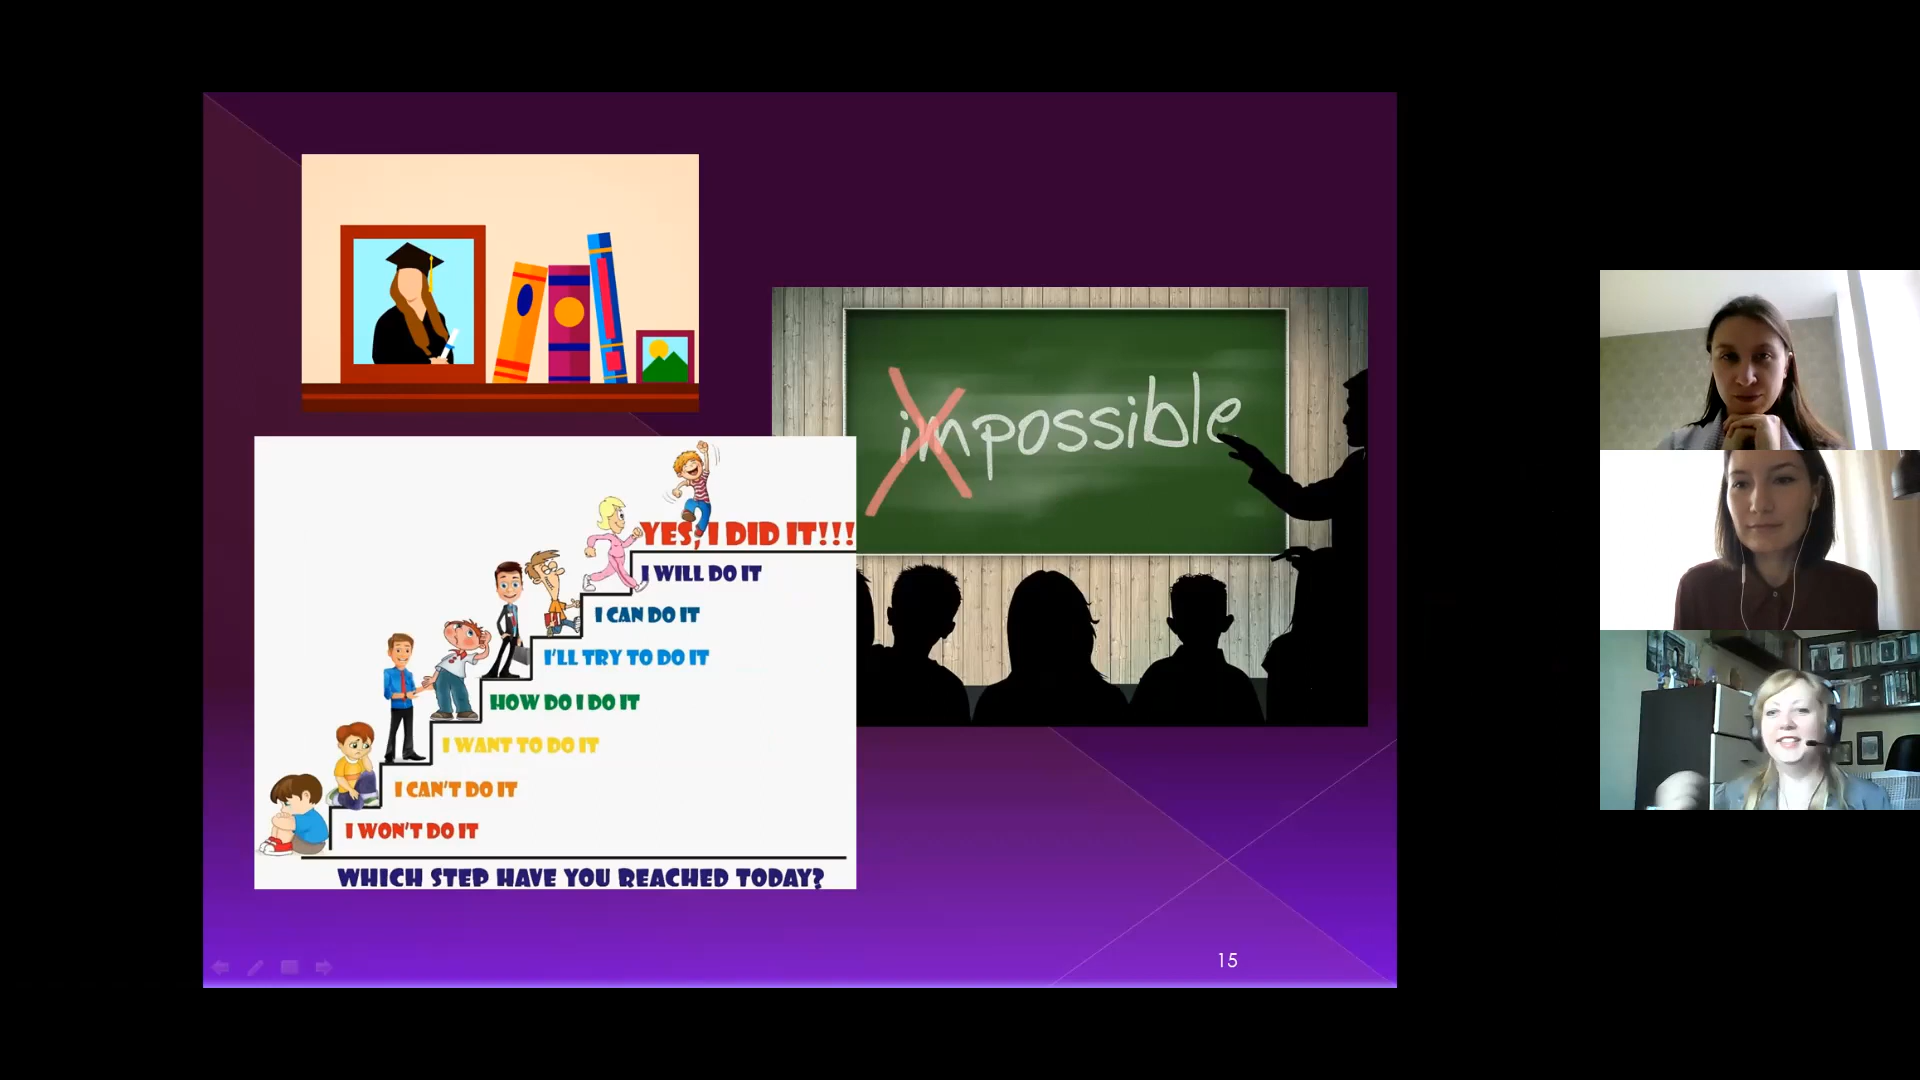 impossible
YES, I DID IT!!!
I WILL DO IT
I CAN DO IT
I'LL TRY TO DO IT
HOW DO I DO IT
I WANT TO DO IT
I CAN'T DO IT
I WON'T DO IT
WHICH STEP HAVE YOU REACHED TODAY?
15